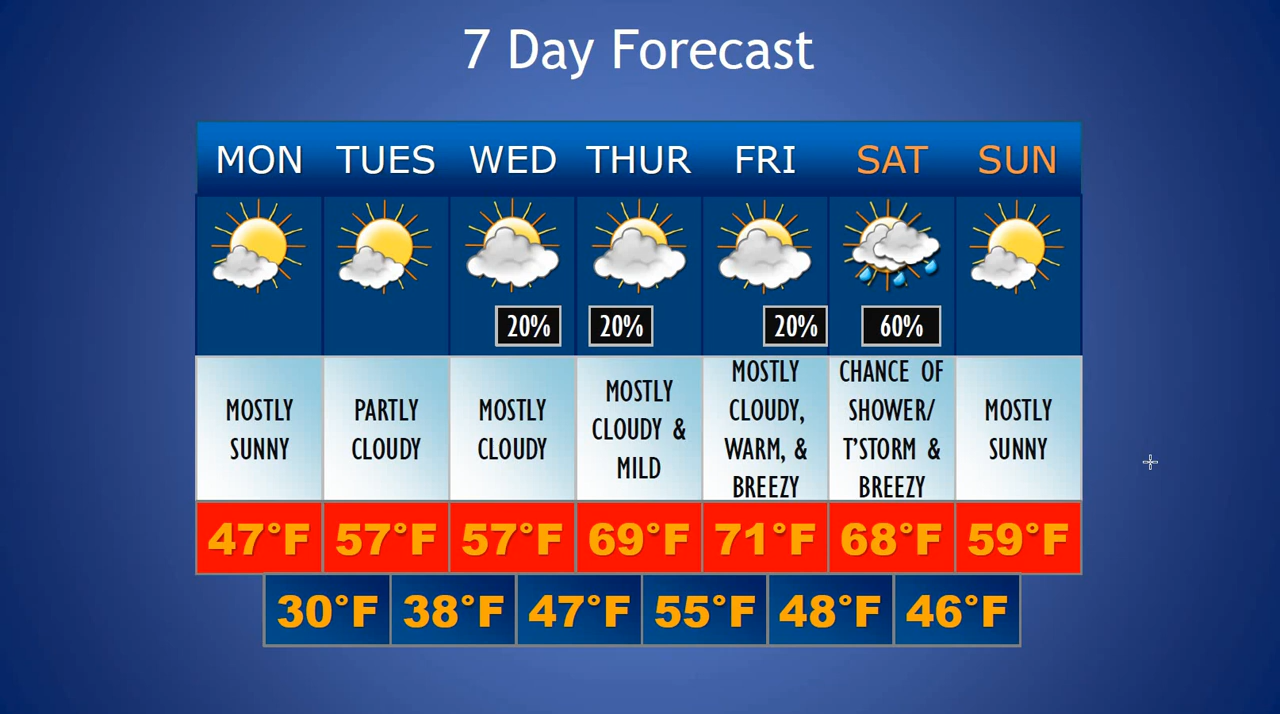 7 Day Forecast
MON TUES WED THUR FRI SAT SUN
20% 20% 20% 60%
MOSTLY
SUNNY
PARTLY
CLOUDY
MOSTLY
CLOUDY
MOSTLY
CLOUDY &
MILD
MOSTLY
CLOUDY,
WARM, &
BREEZY
CHANCE OF
SHOWER/
T'STORM &
BREEZY
MOSTLY
SUNNY
47°F 57°F 57°F 69°F 71°F 68°F 59°F
30°F 38°F 47°F 55°F 48°F 46°F